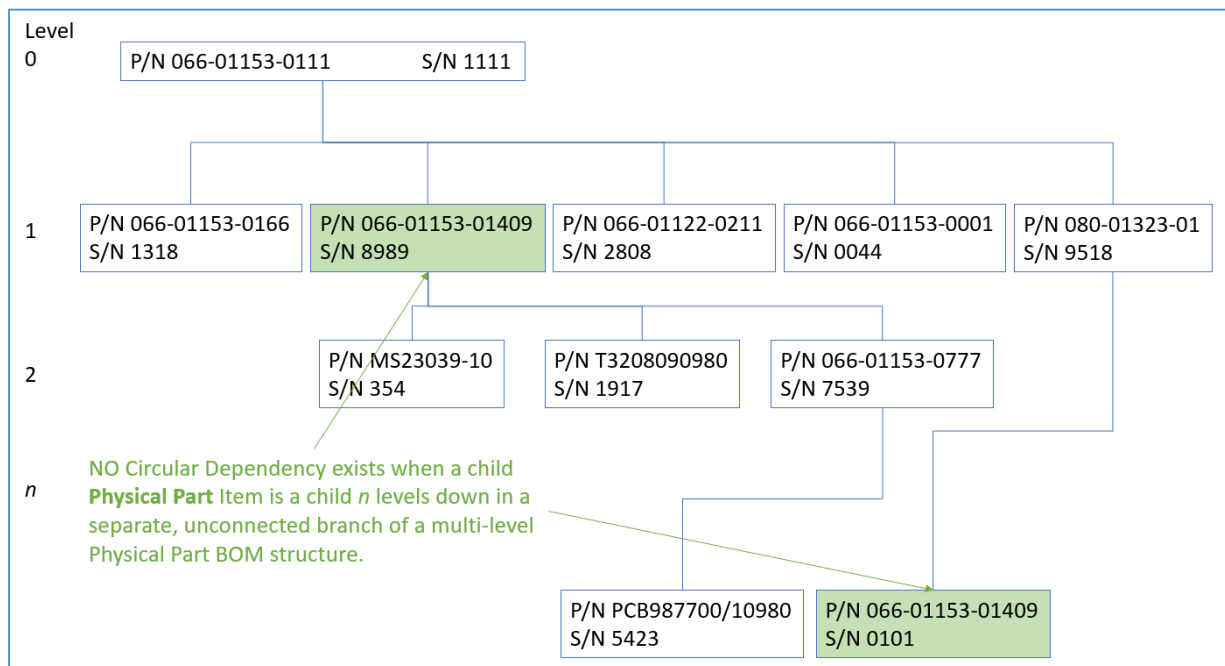 Level
0
P/N 066-01153-0111 S/N 1111
1
P/N 066-01153-0166
S/N 1318
P/N 066-01153-01409
S/N 8989
P/N 066-01122-0211
S/N 2808
P/N 066-01153-0001
S/N 0044
P/N 080-01323-01
S/N 9518
2
P/N MS23039-10
S/N 354
P/N T3208090980
S/N 1917
P/N 066-01153-0777
S/N 7539
n
NO Circular Dependency exists when a child
Physical Part Item is a child n levels down in a
separate, unconnected branch of a multi-level
Physical Part BOM structure.
P/N PCB987700/10980
S/N 5423
P/N 066-01153-01409
S/N 0101